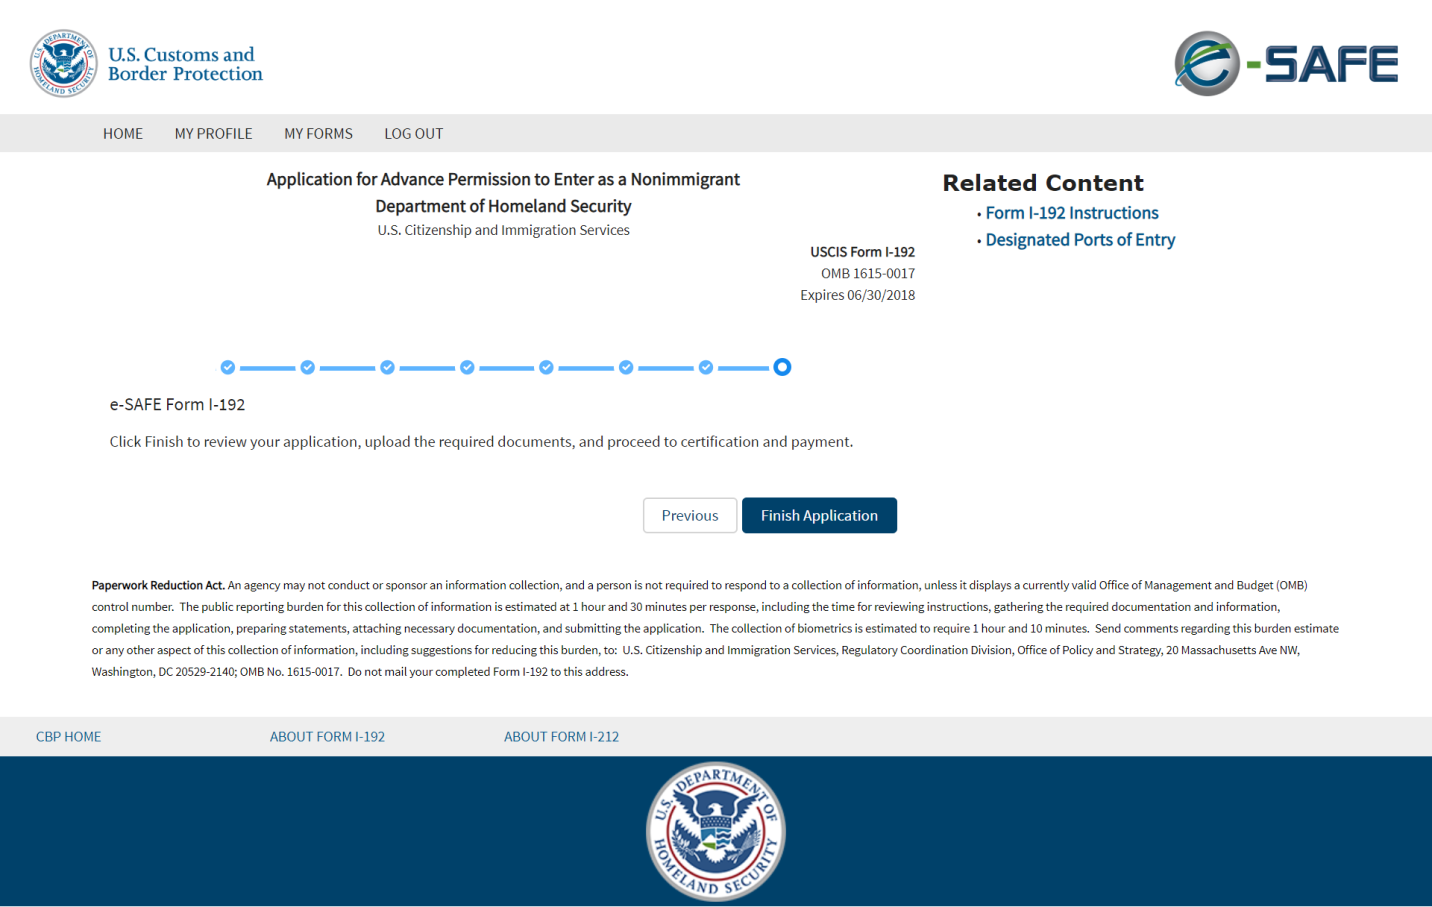 U.S. Customs and
Border Protection
U.S. DEPARTMENT OF
HOMELAND SECURITY
e-SAFE
HOME MY PROFILE MY FORMS LOG OUT
Application for Advance Permission to Enter as a Nonimmigrant
Department of Homeland Security
U.S. Citizenship and Immigration Services
USCIS Form I-192
OMB 1615-0017
Expires 06/30/2018
Related Content
• Form I-192 Instructions
• Designated Ports of Entry
e-SAFE Form I-192
Click Finish to review your application, upload the required documents, and proceed to certification and payment.
Previous Finish Application
Paperwork Reduction Act. An agency may not conduct or sponsor an information collection, and a person is not required to respond to a collection of information, unless it displays a currently valid Office of Management and Budget (OMB)
control number. The public reporting burden for this collection of information is estimated at 1 hour and 30 minutes per response, including the time for reviewing instructions, gathering the required documentation and information,
completing the application, preparing statements, attaching necessary documentation, and submitting the application. The collection of biometrics is estimated to require 1 hour and 10 minutes. Send comments regarding this burden estimate
or any other aspect of this collection of information, including suggestions for reducing this burden, to: U.S. Citizenship and Immigration Services, Regulatory Coordination Division, Office of Policy and Strategy, 20 Massachusetts Ave NW,
Washington, DC 20529-2140; OMB No. 1615-0017. Do not mail your completed Form I-192 to this address.
CBP HOME ABOUT FORM I-192 ABOUT FORM I-212
U.S. DEPARTMENT OF
HOMELAND SECURITY